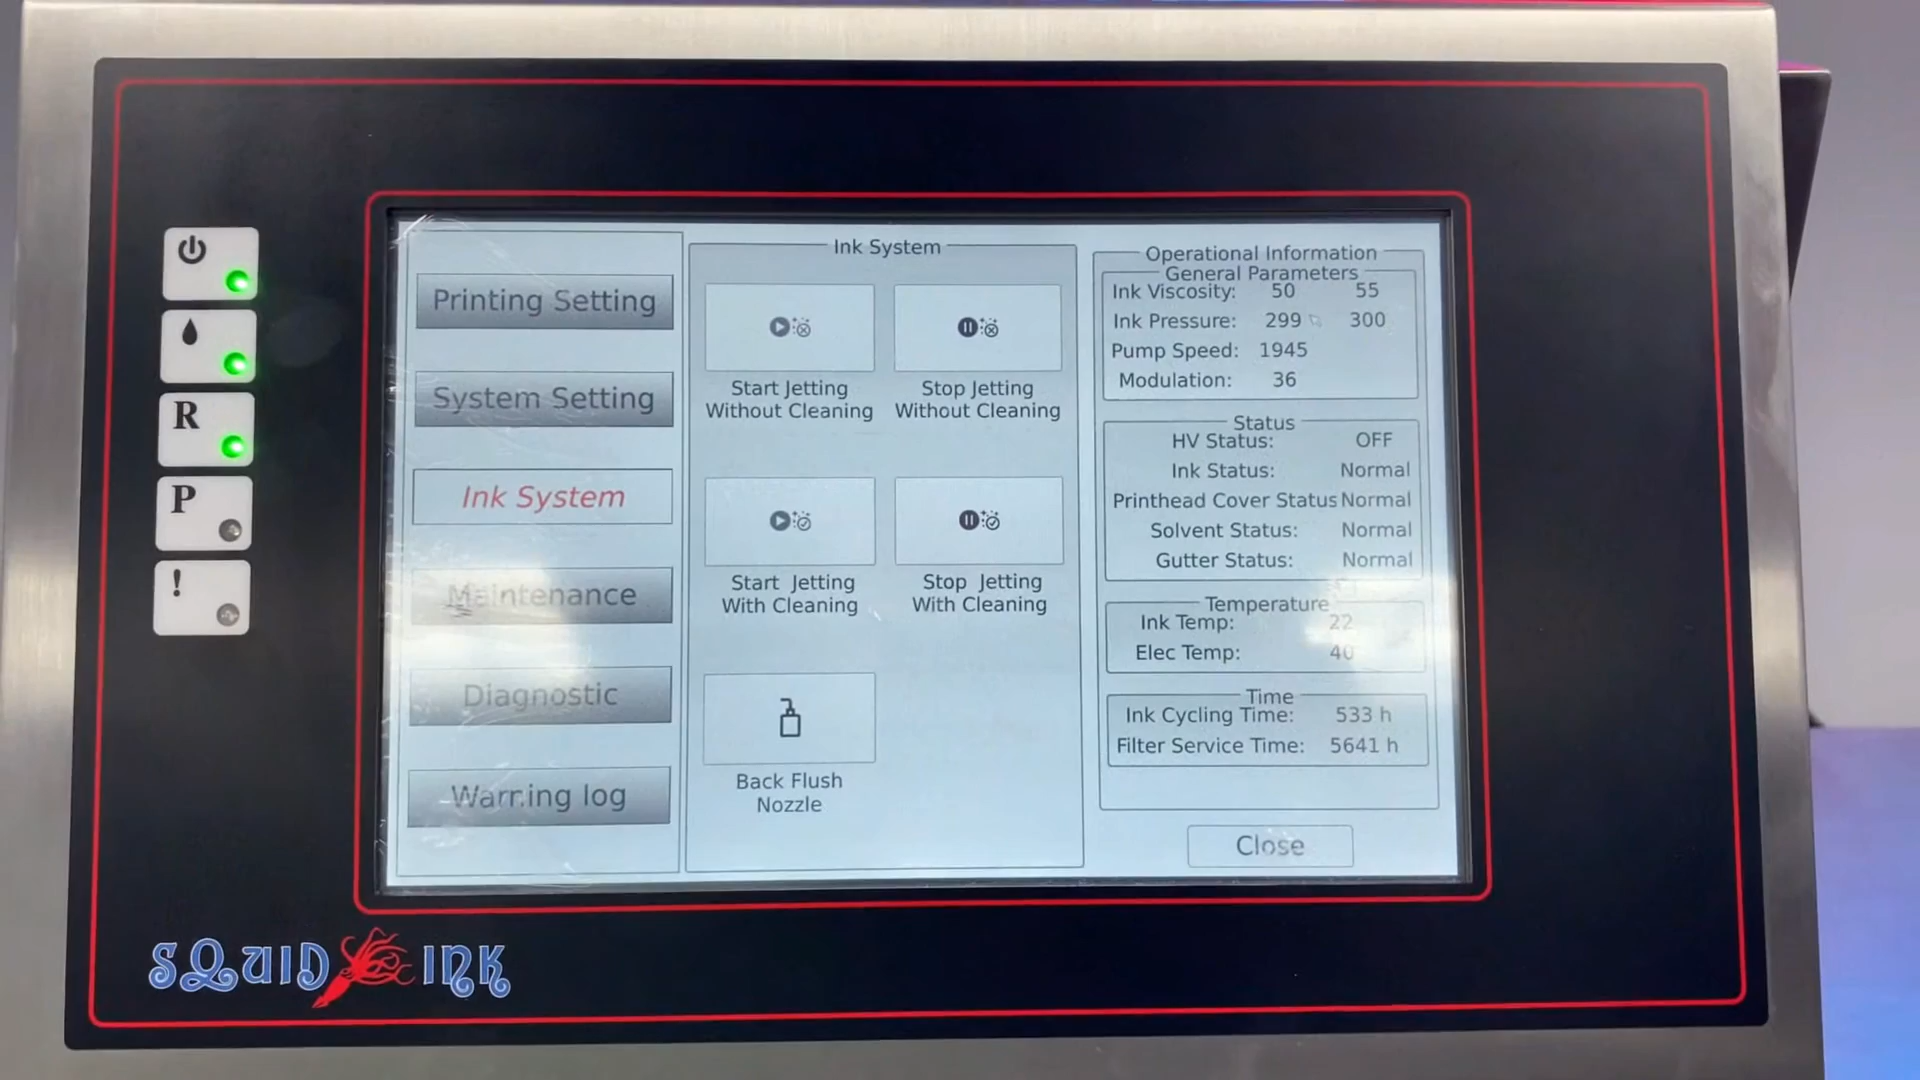 R
P
!
Printing Setting
System Setting
Ink System
Maintenance
Diagnostic
Warning log
Ink System
Start Jetting
Without Cleaning
Stop Jetting
Without Cleaning
Start Jetting
With Cleaning
Stop Jetting
With Cleaning
Back Flush
Nozzle
Operational Information
General Parameters
Ink Viscosity: 50 55
Ink Pressure: 299 300
Pump Speed: 1945
Modulation: 36
Status
HV Status: OFF
Ink Status: Normal
Printhead Cover Status Normal
Solvent Status: Normal
Gutter Status: Normal
Temperature
Ink Temp: 22
Elec Temp: 40
Time
Ink Cycling Time: 533 h
Filter Service Time: 5641 h
Close
SQUID INK